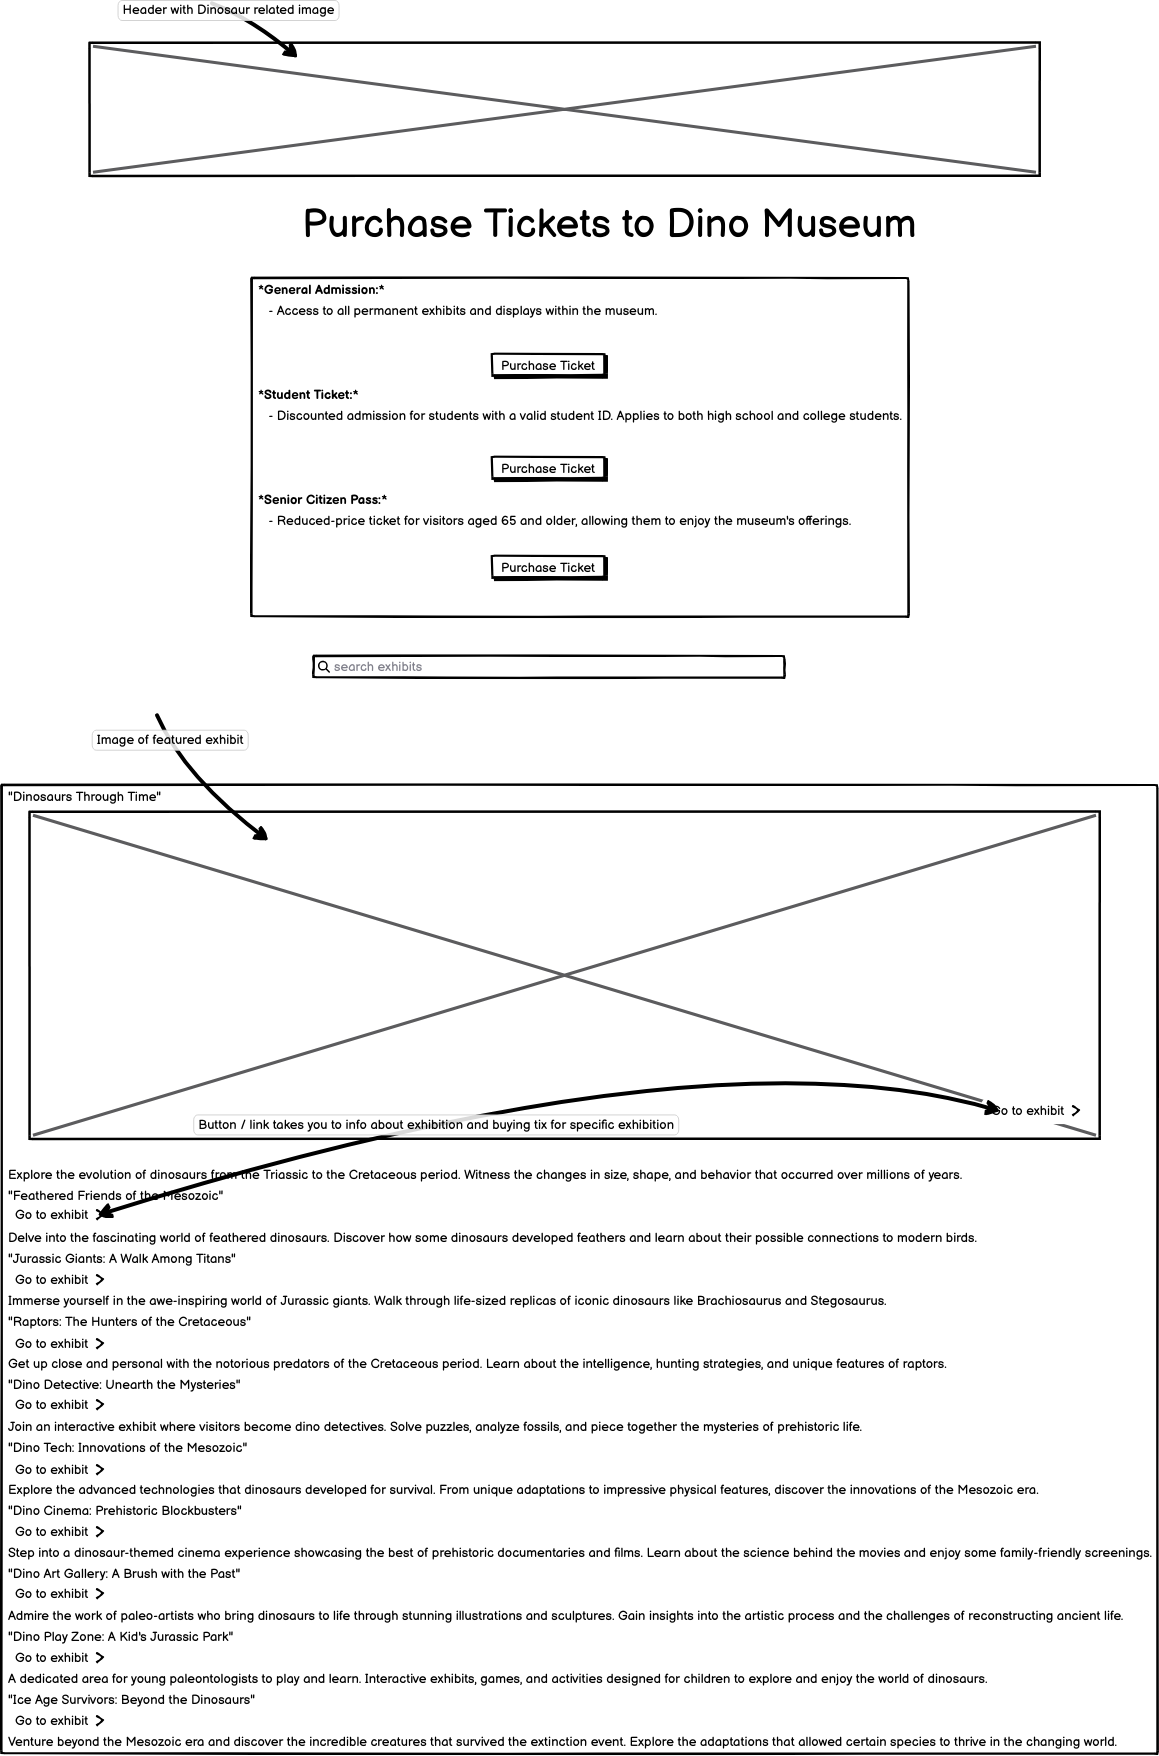 Header with Dinosaur related image
Purchase Tickets to Dino Museum
*General Admission:*
- Access to all permanent exhibits and displays within the museum.
Purchase Ticket
*Student Ticket:*
- Discounted admission for students with a valid student ID. Applies to both high school and college students.
Purchase Ticket
*Senior Citizen Pass:*
- Reduced-price ticket for visitors aged 65 and older, allowing them to enjoy the museum's offerings.
Purchase Ticket
search exhibits
Image of featured exhibit
"Dinosaurs Through Time"
Go to exhibit
Button / link takes you to info about exhibition and buying tix for specific exhibition
Explore the evolution of dinosaurs from the Triassic to the Cretaceous period. Witness the changes in size, shape, and behavior that occurred over millions of years.
"Feathered Friends of the Mesozoic"
Go to exhibit
Delve into the fascinating world of feathered dinosaurs. Discover how some dinosaurs developed feathers and learn about their possible connections to modern birds.
"Jurassic Giants: A Walk Among Titans"
Go to exhibit
Immerse yourself in the awe-inspiring world of Jurassic giants. Walk through life-sized replicas of iconic dinosaurs like Brachiosaurus and Stegosaurus.
"Raptors: The Hunters of the Cretaceous"
Go to exhibit
Get up close and personal with the notorious predators of the Cretaceous period. Learn about the intelligence, hunting strategies, and unique features of raptors.
"Dino Detective: Unearth the Mysteries"
Go to exhibit
Join an interactive exhibit where visitors become dino detectives. Solve puzzles, analyze fossils, and piece together the mysteries of prehistoric life.
"Dino Tech: Innovations of the Mesozoic"
Go to exhibit
Explore the advanced technologies that dinosaurs developed for survival. From unique adaptations to impressive physical features, discover the innovations of the Mesozoic era.
"Dino Cinema: Prehistoric Blockbusters"
Go to exhibit
Step into a dinosaur-themed cinema experience showcasing the best of prehistoric documentaries and films. Learn about the science behind the movies and enjoy some family-friendly screenings.
"Dino Art Gallery: A Brush with the Past"
Go to exhibit
Admire the work of paleo-artists who bring dinosaurs to life through stunning illustrations and sculptures. Gain insights into the artistic process and the challenges of reconstructing ancient life.
"Dino Play Zone: A Kid's Jurassic Park"
Go to exhibit
A dedicated area for young paleontologists to play and learn. Interactive exhibits, games, and activities designed for children to explore and enjoy the world of dinosaurs.
"Ice Age Survivors: Beyond the Dinosaurs"
Go to exhibit
Venture beyond the Mesozoic era and discover the incredible creatures that survived the extinction event. Explore the adaptations that allowed certain species to thrive in the changing world.